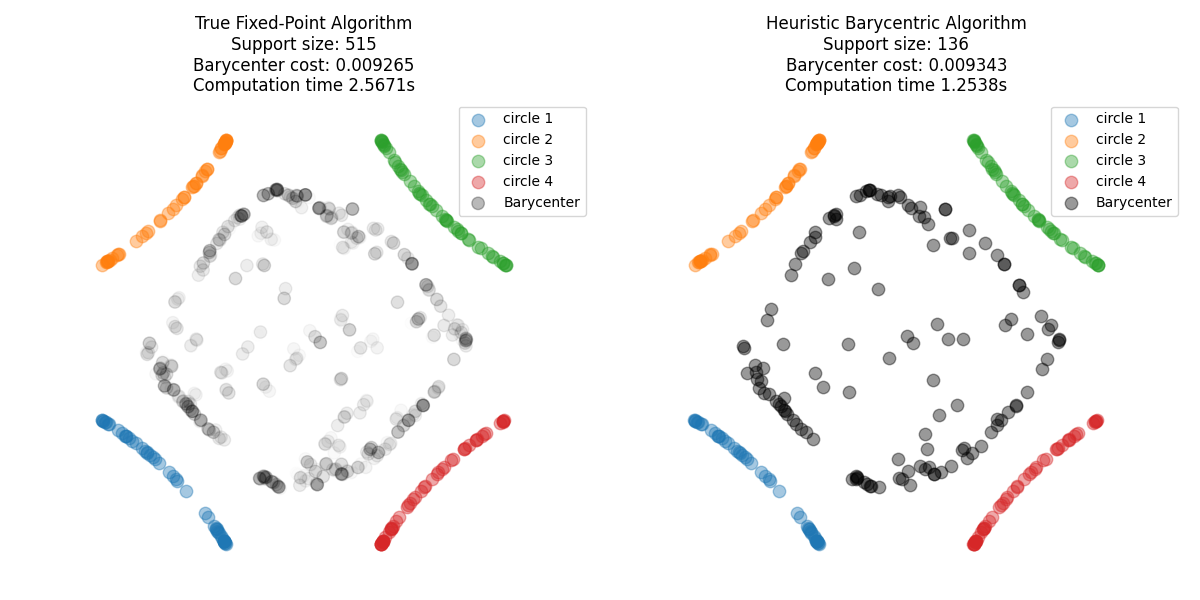 True Fixed-Point Algorithm
Support size: 515
Barycenter cost: 0.009265
Computation time 2.5671s
circle 1
circle 2
circle 3
circle 4
Barycenter
Heuristic Barycentric Algorithm
Support size: 136
Barycenter cost: 0.009343
Computation time 1.2538s
circle 1
circle 2
circle 3
circle 4
Barycenter